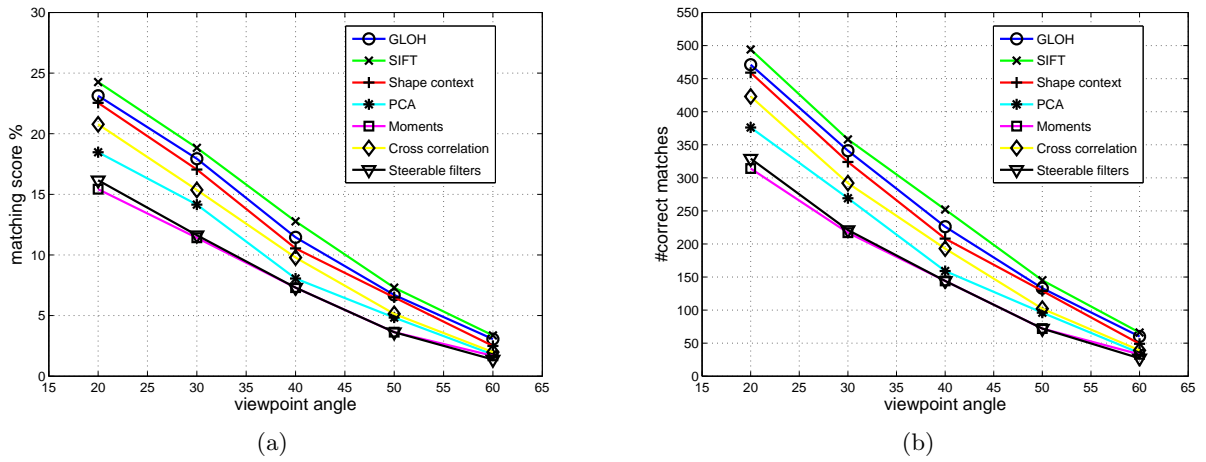 30
25
20
15
10
5
0
matching score %
15 20 25 30 35 40 45 50 55 60 65
viewpoint angle
GLOH
SIFT
Shape context
PCA
Moments
Cross correlation
Steerable filters
(a)
550
500
450
400
350
300
250
200
150
100
50
0
#correct matches
15 20 25 30 35 40 45 50 55 60 65
viewpoint angle
GLOH
SIFT
Shape context
PCA
Moments
Cross correlation
Steerable filters
(b)